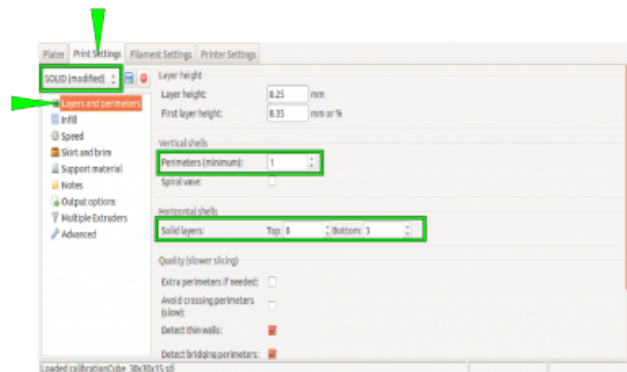 Plater Print Settings Filament Settings Printer Settings
SOLID (modified)
Layers and perimeters
Infill
Speed
Skirt and brim
Support material
Notes
Output options
Multiple Extruders
Advanced
Layer height
Layer height: 0.25 mm
First layer height: 0.35 mm or %
Vertical shells
Perimeters (minimum): 1
Spiral vase:
Horizontal shells
Solid layers: Top: 0 Bottom: 3
Quality (slower slicing)
Extra perimeters if needed:
Avoid crossing perimeters
(slow):
Detect thin walls:
Detect bridging perimeters:
Loaded calibrationCube_30x30x15.stl